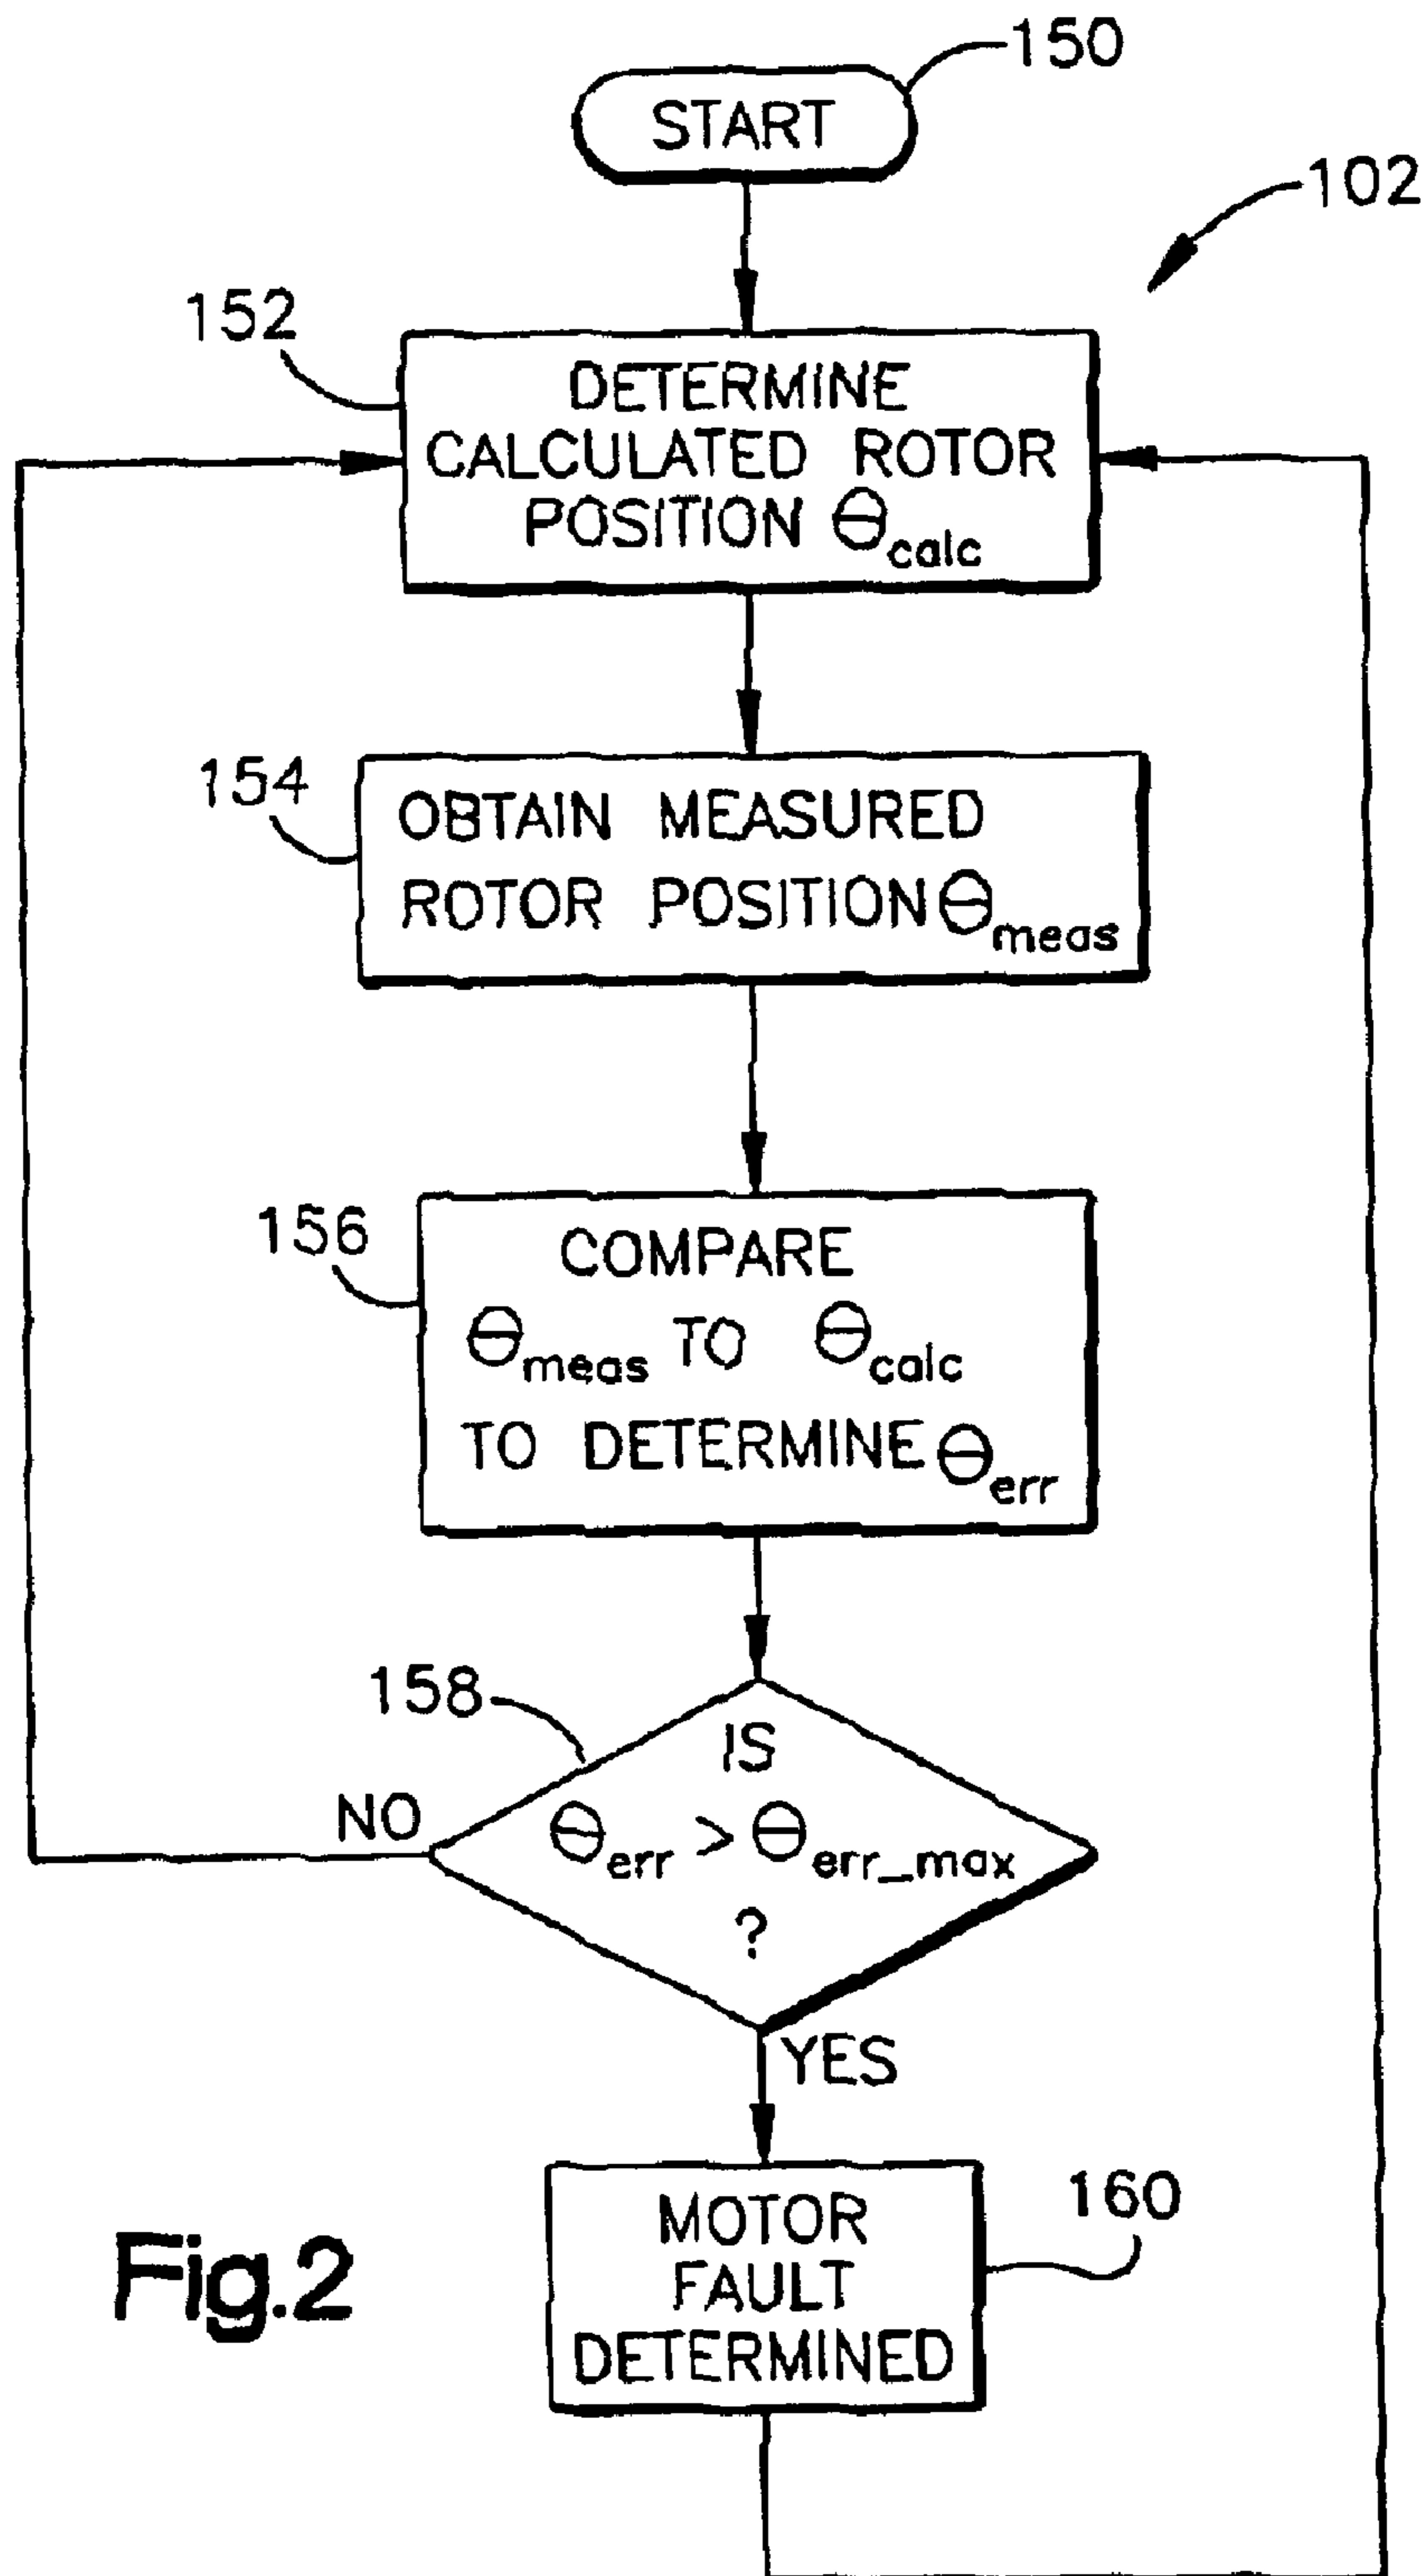 150
START
102
152
DETERMINE
CALCULATED ROTOR
POSITION Θcalc
154
OBTAIN MEASURED
ROTOR POSITION Θmeas
156
COMPARE
Θmeas TO Θcalc
TO DETERMINE Θerr
158
IS
NO
Θerr > Θerr_max
?
YES
160
MOTOR
FAULT
DETERMINED
Fig.2